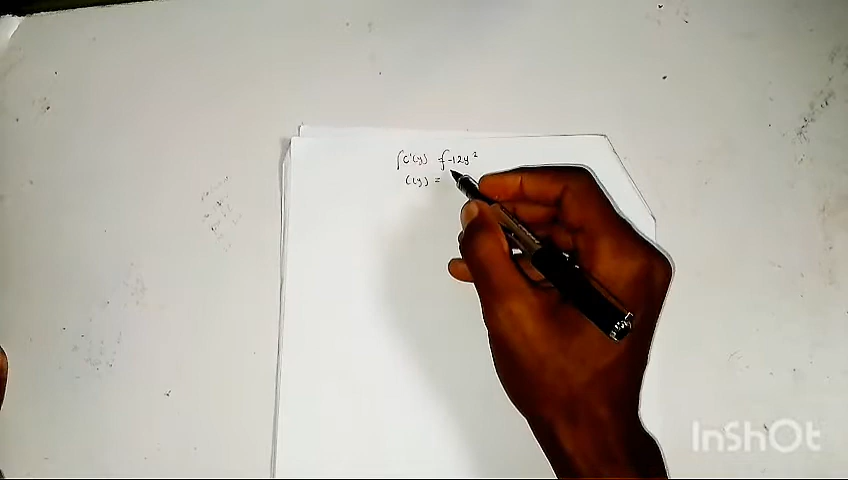 ∫C'(y) = ∫-12y²
C(y) =
InShOt